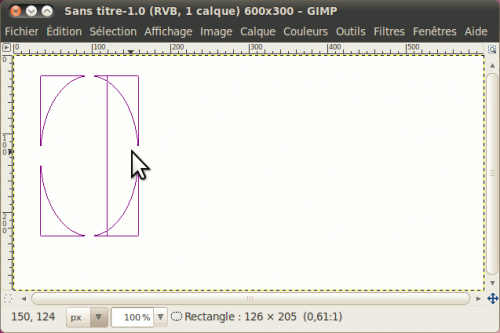 Sans titre-1.0 (RVB, 1 calque) 600x300 – GIMP
Fichier Édition Sélection Affichage Image Calque Couleurs Outils Filtres Fenêtres Aide
0 100 200 300 400 500
0
100
200
150, 124 px 100 % Rectangle : 126 × 205 (0,61:1)